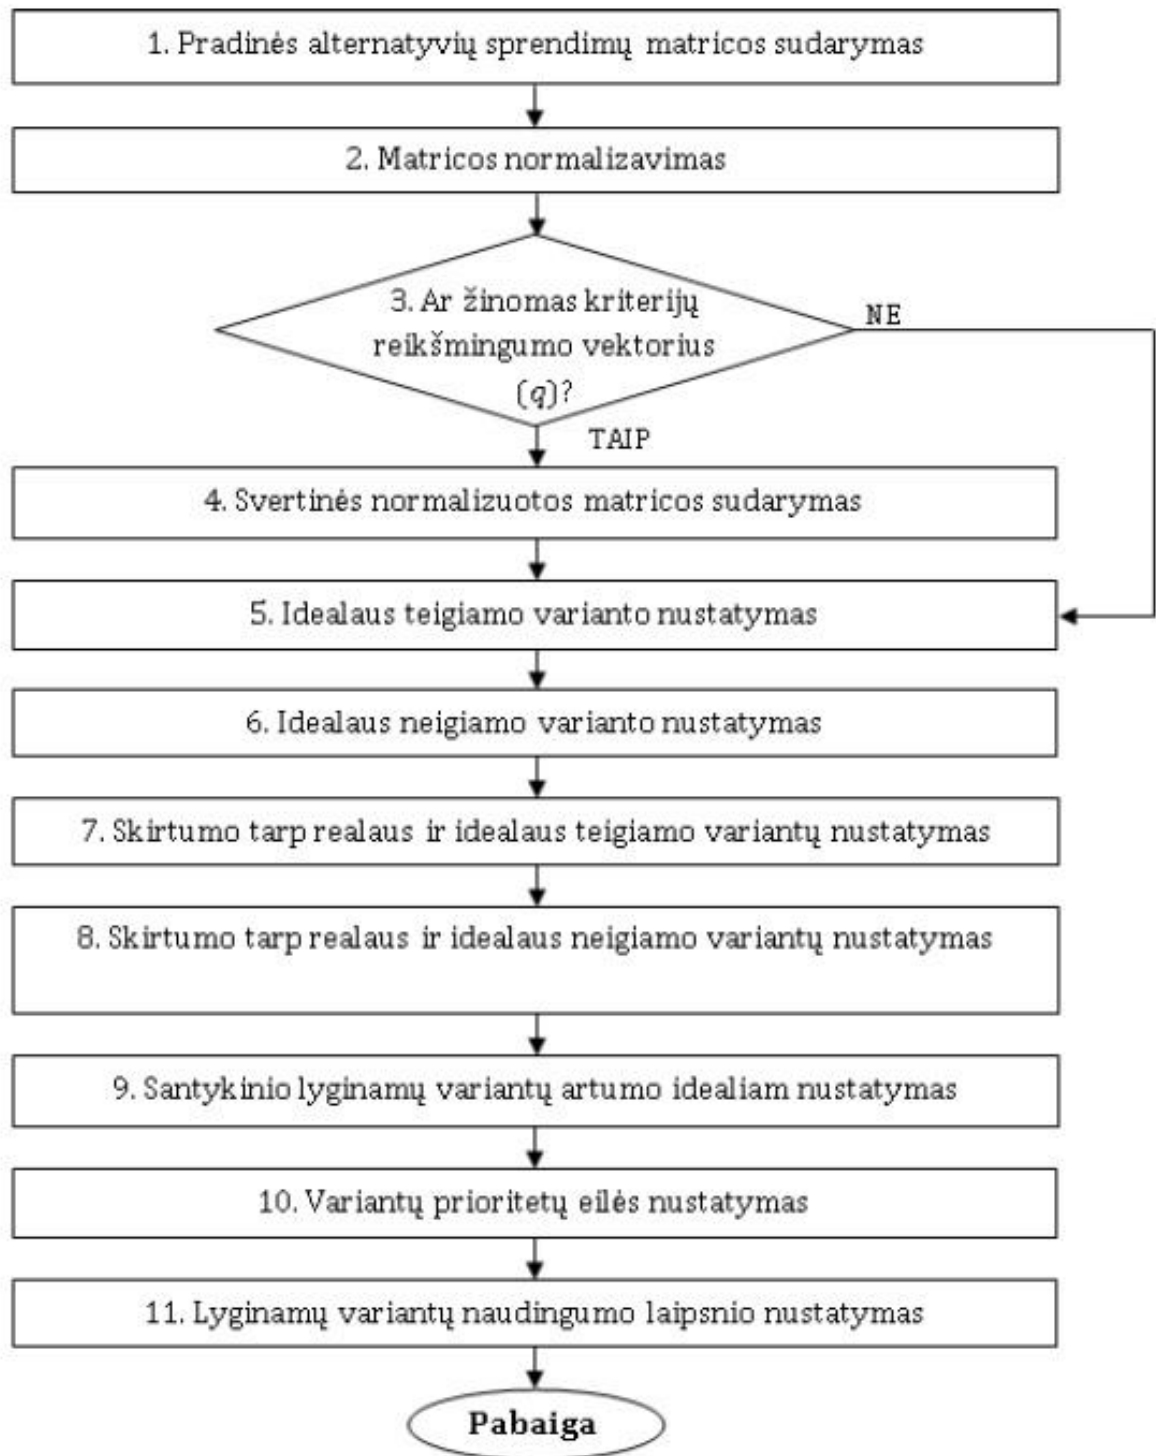 1. Pradinės alternatyvių sprendimų matricos sudarymas
2. Matricos normalizavimas
3. Ar žinomas kriterijų
reikšmingumo vektorius
(q)?
NE
TAIP
4. Svertinės normalizuotos matricos sudarymas
5. Idealaus teigiamo varianto nustatymas
6. Idealaus neigiamo varianto nustatymas
7. Skirtumo tarp realaus ir idealaus teigiamo variantų nustatymas
8. Skirtumo tarp realaus ir idealaus neigiamo variantų nustatymas
9. Santykinio lyginamų variantų artumo idealiam nustatymas
10. Variantų prioritetų eilės nustatymas
11. Lyginamų variantų naudingumo laipsnio nustatymas
Pabaiga